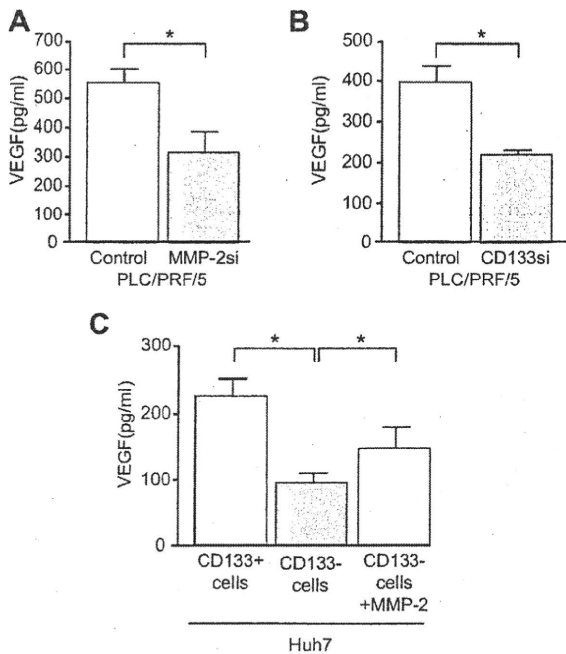 A
700
600
500
400
300
200
100
0
VEGF(pg/ml)
*
Control MMP-2si
PLC/PRF/5
B
500
400
300
200
100
0
VEGF(pg/ml)
*
Control CD133si
PLC/PRF/5
C
300
200
100
0
VEGF(pg/ml)
* *
CD133+ CD133- CD133-
cells cells cells
+MMP-2
Huh7